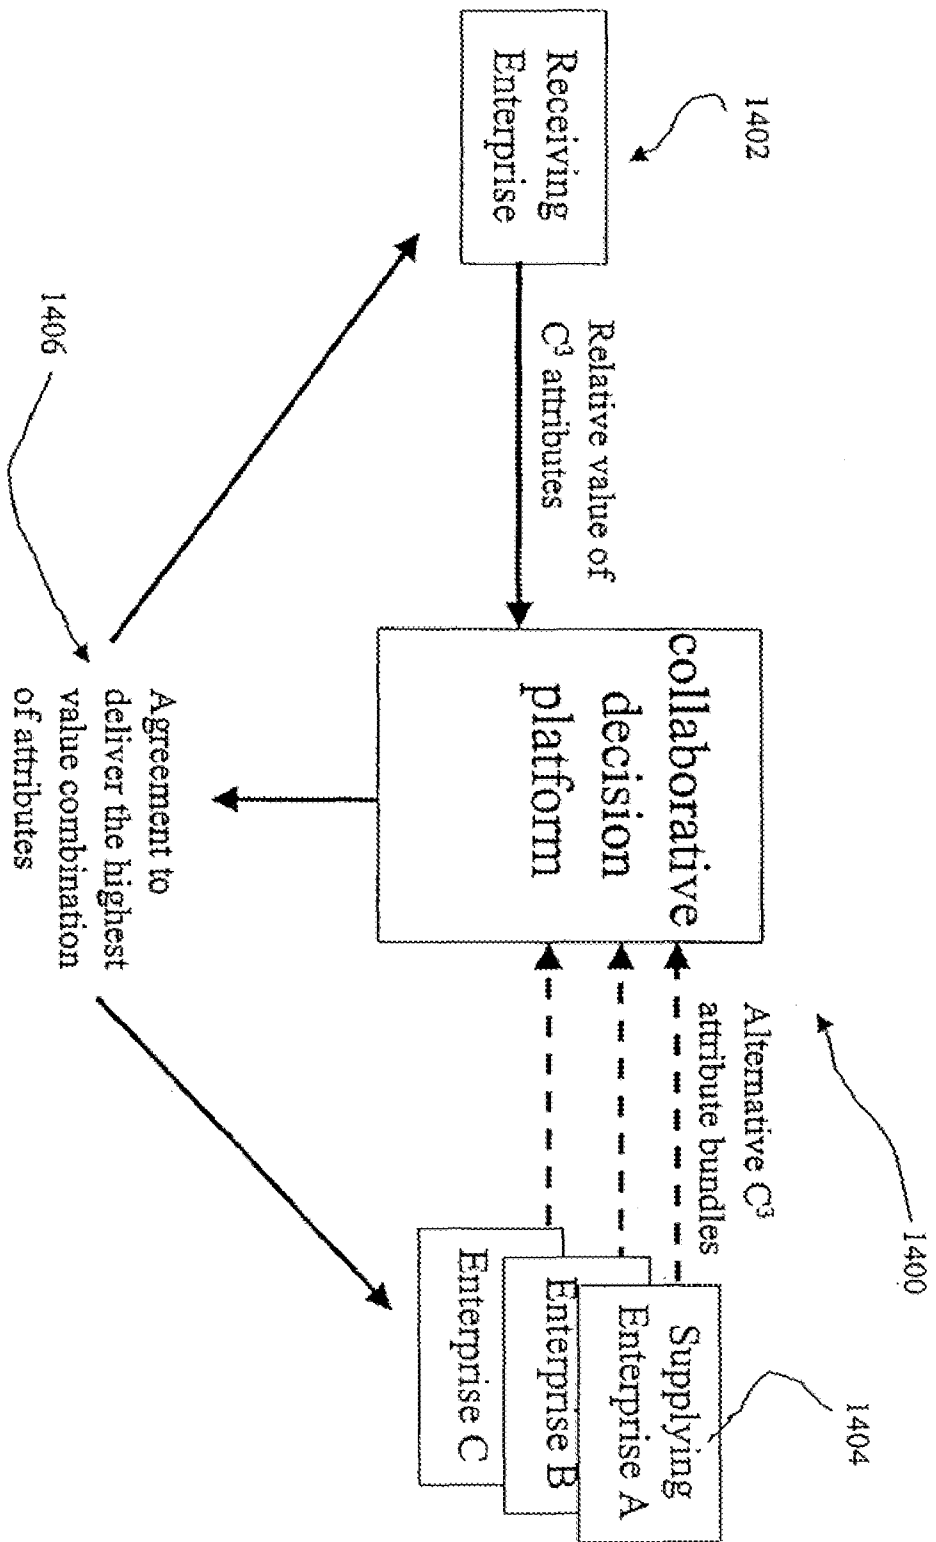 1400
1402
Receiving
Enterprise
Relative value of
C³ attributes
collaborative
decision
platform
Alternative C³
attribute bundles
1404
Supplying
Enterprise A
Enterprise B
Enterprise C
1406
Agreement to
deliver the highest
value combination
of attributes